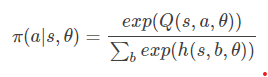 π(a|s, θ) = exp(Q(s, a, θ)) / ∑_b exp(h(s, b, θ))